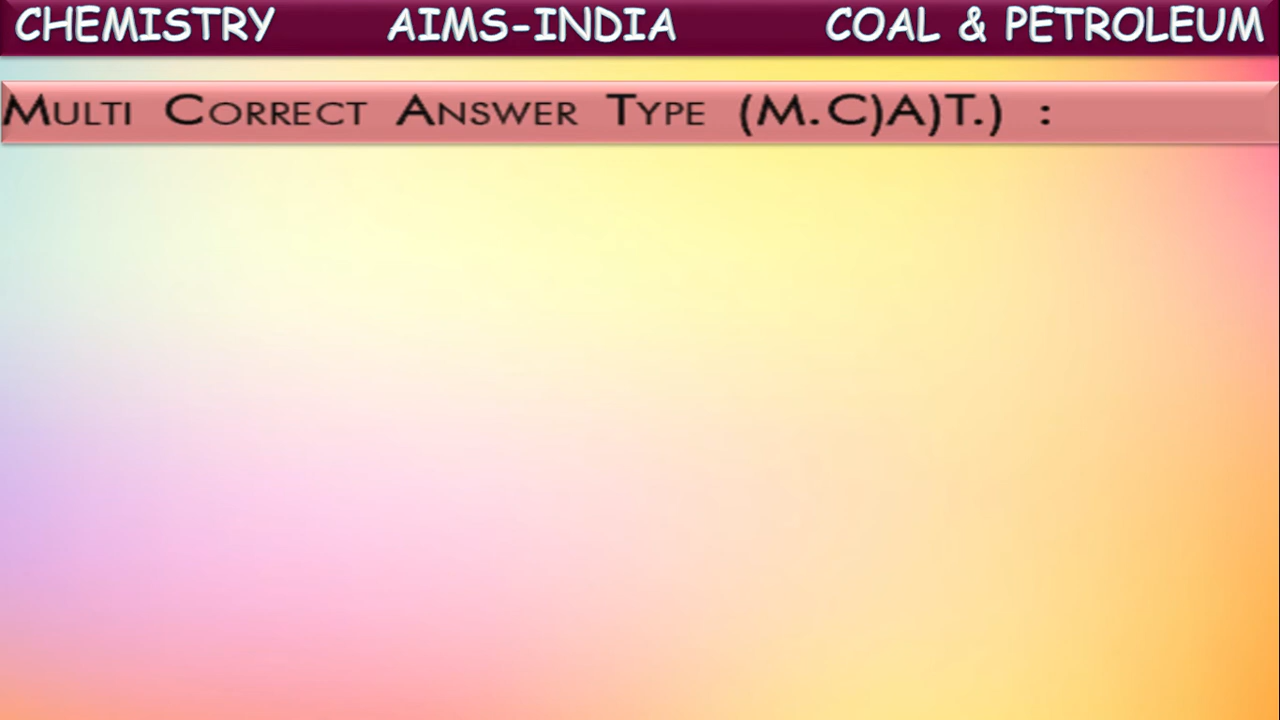 CHEMISTRY AIMS-INDIA COAL & PETROLEUM
MULTI CORRECT ANSWER TYPE (M.C)A)T.) :